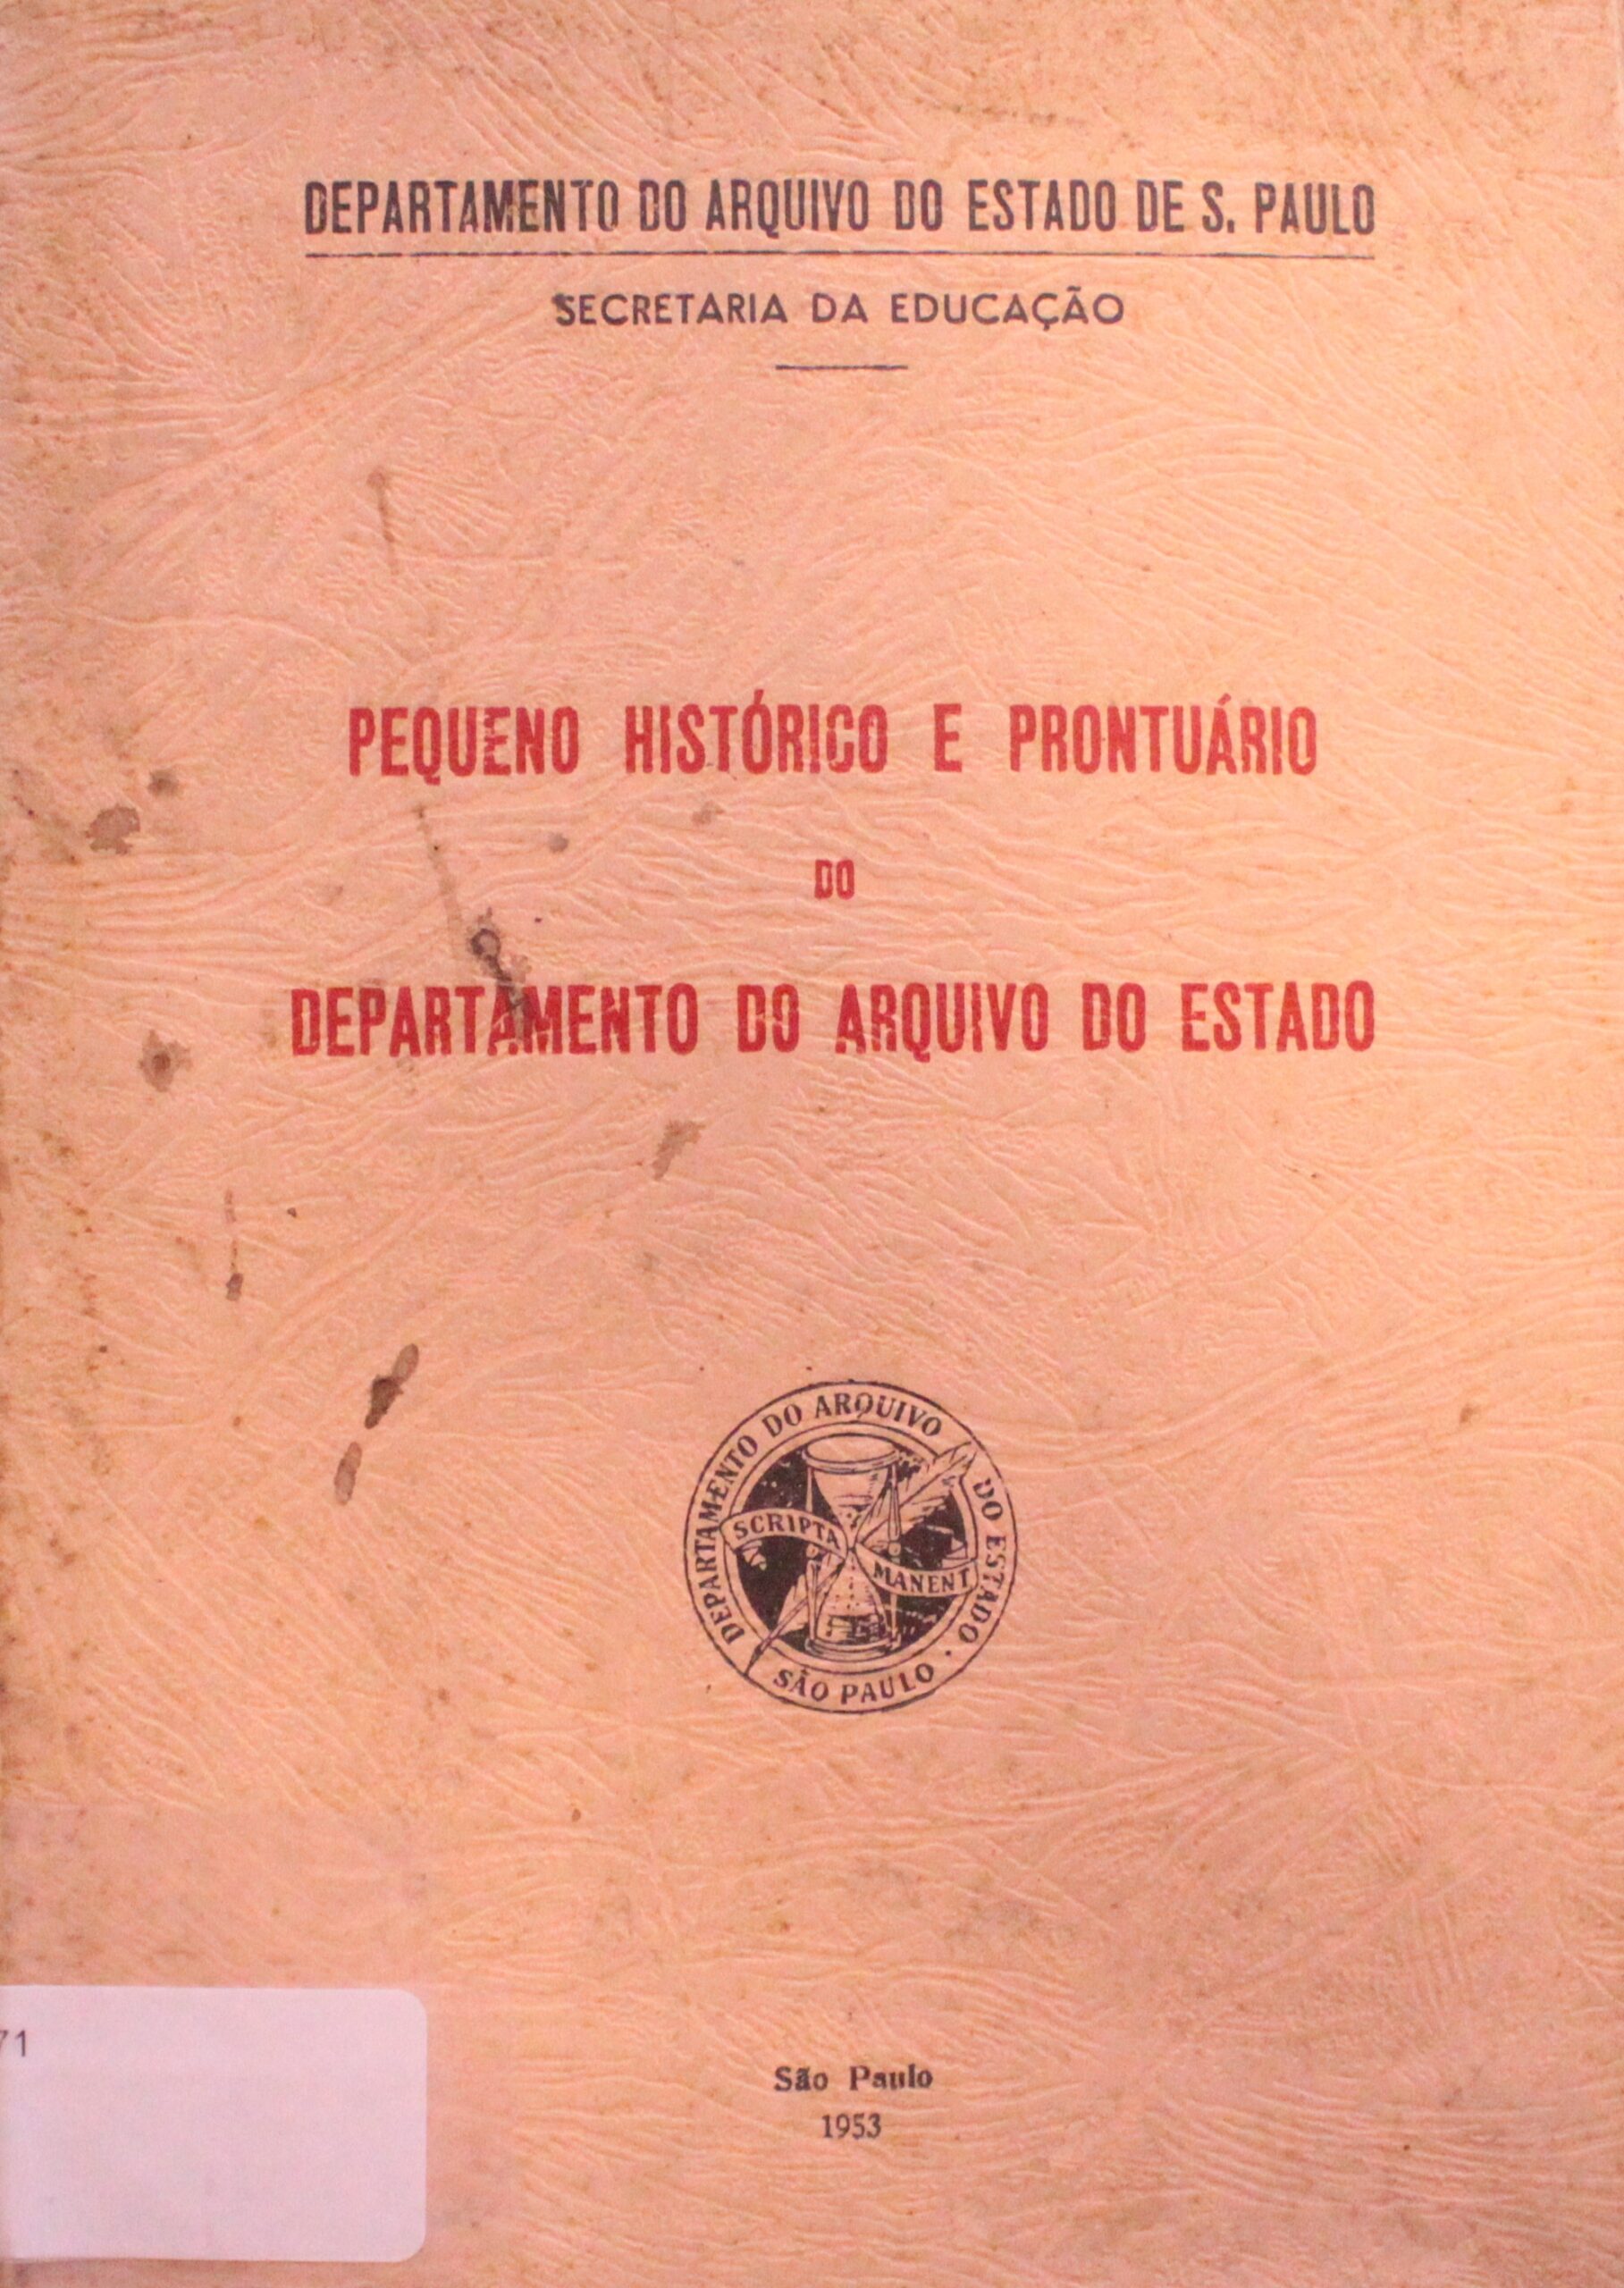 DEPARTAMENTO DO ARQUIVO DO ESTADO DE S. PAULO
SECRETARIA DA EDUCAÇÃO
PEQUENO HISTÓRICO E PRONTUÁRIO
DO
DEPARTAMENTO DO ARQUIVO DO ESTADO
DEPARTAMENTO DO ARQUIVO DO ESTADO · SÃO PAULO
SCRIPTA MANENT
71
São Paulo
1953